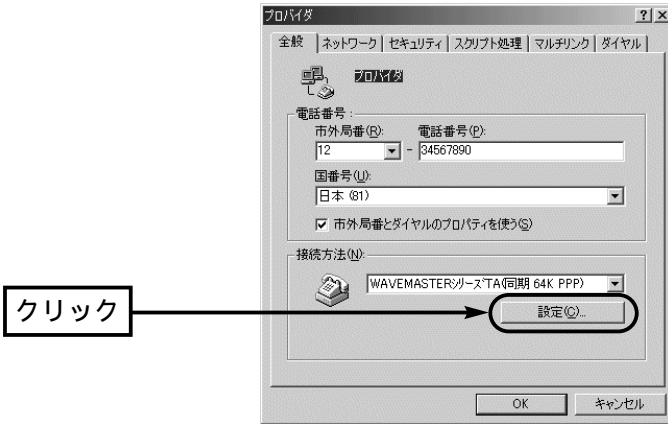 プロバイダ
全般 ネットワーク セキュリティ スクリプト処理 マルチリンク ダイヤル
プロバイダ
電話番号:
市外局番(R): 電話番号(P):
12 - 34567890
国番号(U):
日本 (81)
市外局番とダイヤルのプロパティを使う(S)
接続方法(N):
WAVEMASTERシリーズTA(同期 64K PPP)
クリック
設定(C)...
OK キャンセル